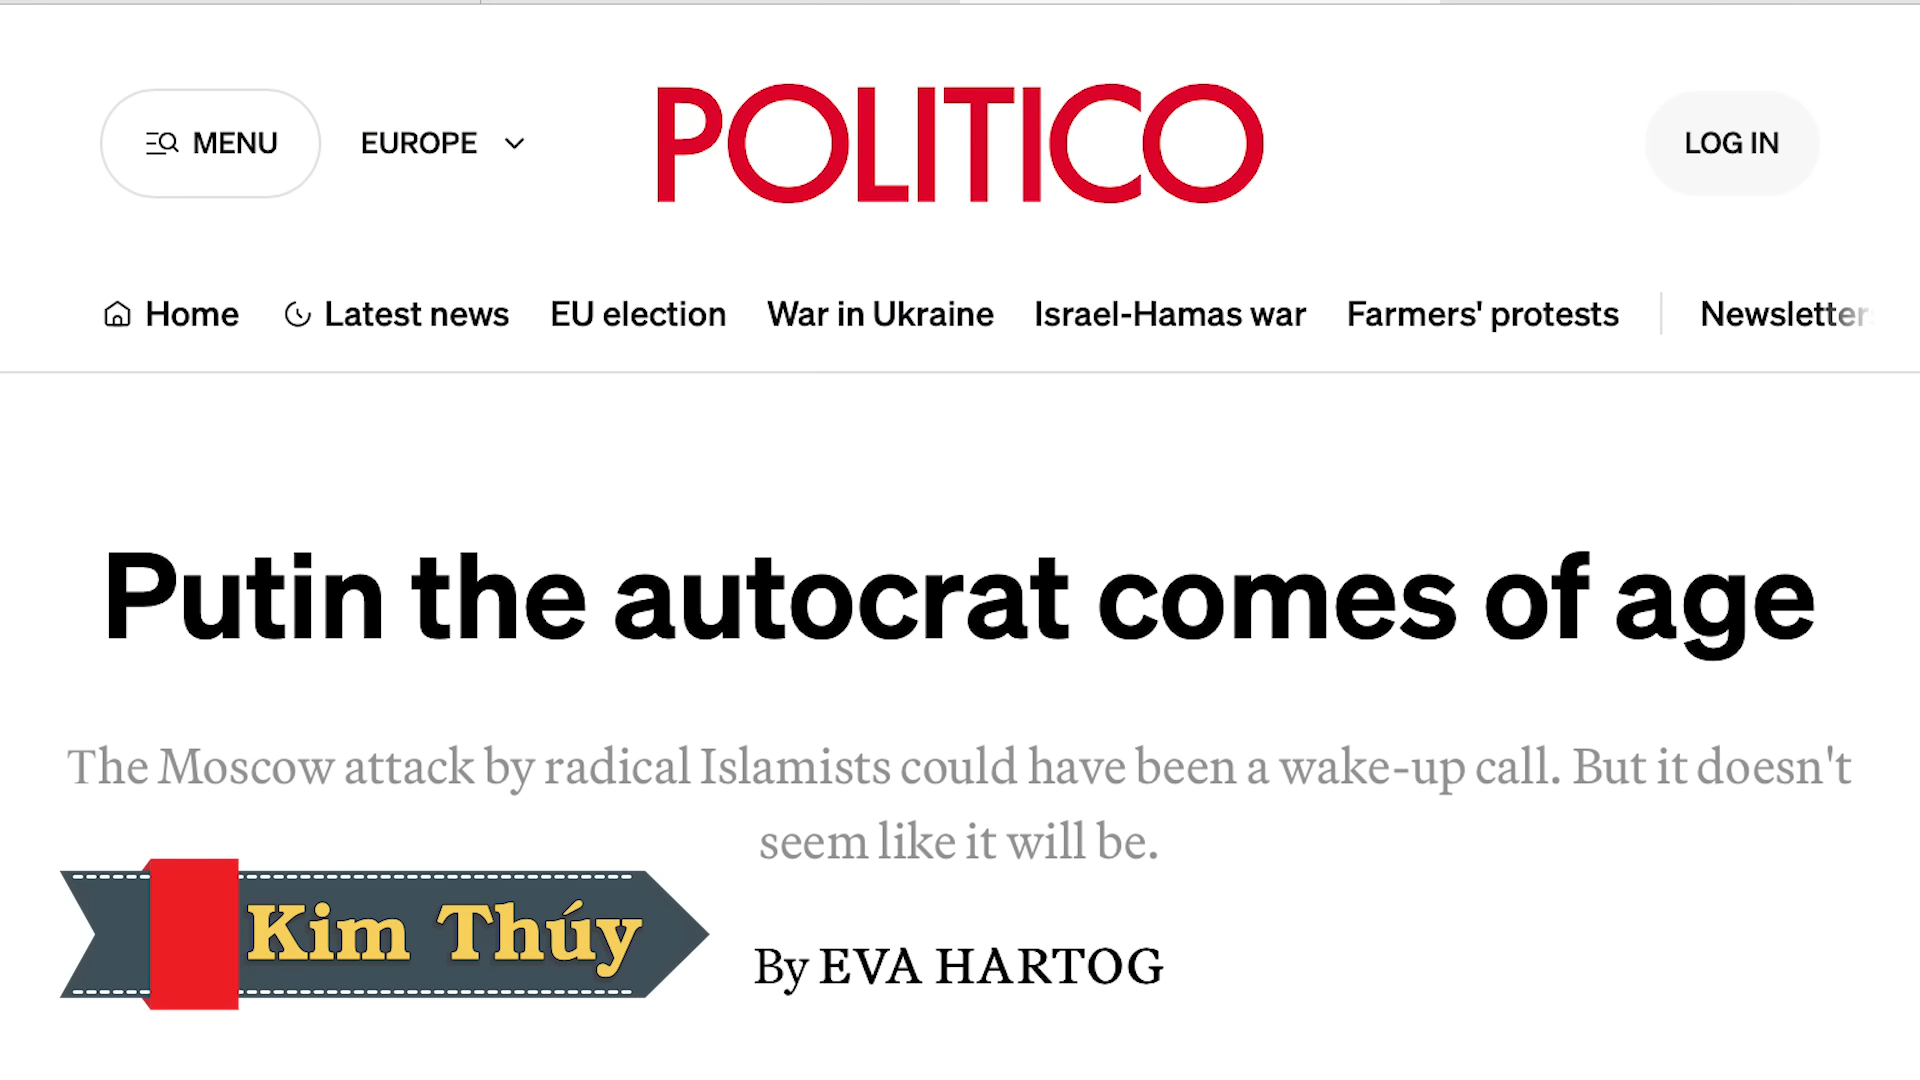 MENU
EUROPE
POLITICO
LOG IN
Home
Latest news
EU election
War in Ukraine
Israel-Hamas war
Farmers' protests
Newsletter
Putin the autocrat comes of age
The Moscow attack by radical Islamists could have been a wake-up call. But it doesn't
seem like it will be.
Kim Thúy
By EVA HARTOG